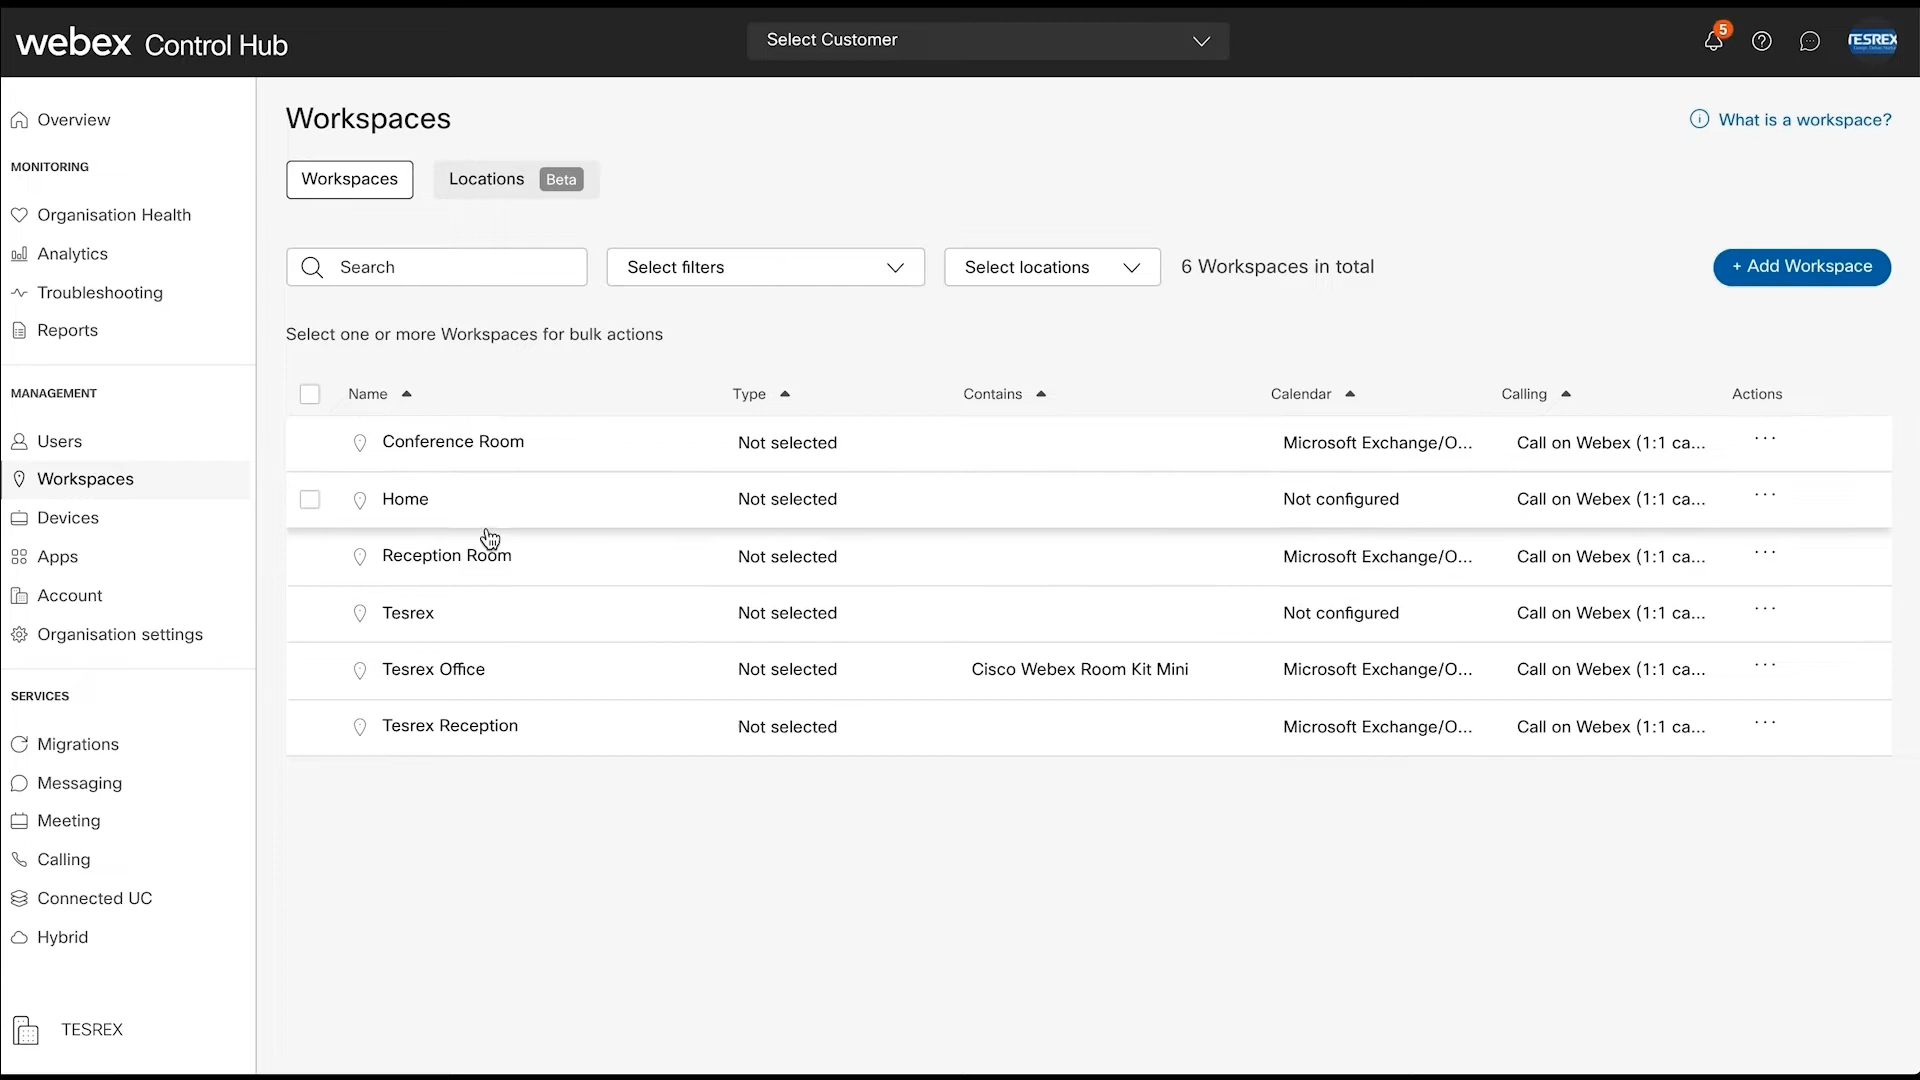 webex Control Hub
Select Customer
5
TESREX
Overview
MONITORING
Organisation Health
Analytics
Troubleshooting
Reports
MANAGEMENT
Users
Workspaces
Devices
Apps
Account
Organisation settings
SERVICES
Migrations
Messaging
Meeting
Calling
Connected UC
Hybrid
TESREX
Workspaces
What is a workspace?
Workspaces
Locations Beta
Search
Select filters
Select locations
6 Workspaces in total
+ Add Workspace
Select one or more Workspaces for bulk actions
Name Type Contains Calendar Calling Actions
Conference Room Not selected Microsoft Exchange/O... Call on Webex (1:1 ca... ...
Home Not selected Not configured Call on Webex (1:1 ca... ...
Reception Room Not selected Microsoft Exchange/O... Call on Webex (1:1 ca... ...
Tesrex Not selected Not configured Call on Webex (1:1 ca... ...
Tesrex Office Not selected Cisco Webex Room Kit Mini Microsoft Exchange/O... Call on Webex (1:1 ca... ...
Tesrex Reception Not selected Microsoft Exchange/O... Call on Webex (1:1 ca... ...